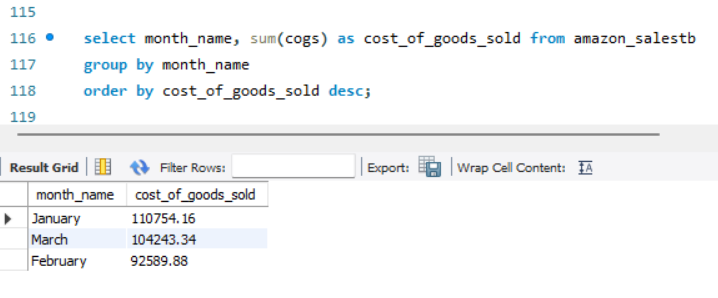 115
116 select month_name, sum(cogs) as cost_of_goods_sold from amazon_salestb
117 group by month_name
118 order by cost_of_goods_sold desc;
119
Result Grid Filter Rows: Export: Wrap Cell Content: IA
month_name cost_of_goods_sold
January 110754.16
March 104243.34
February 92589.88